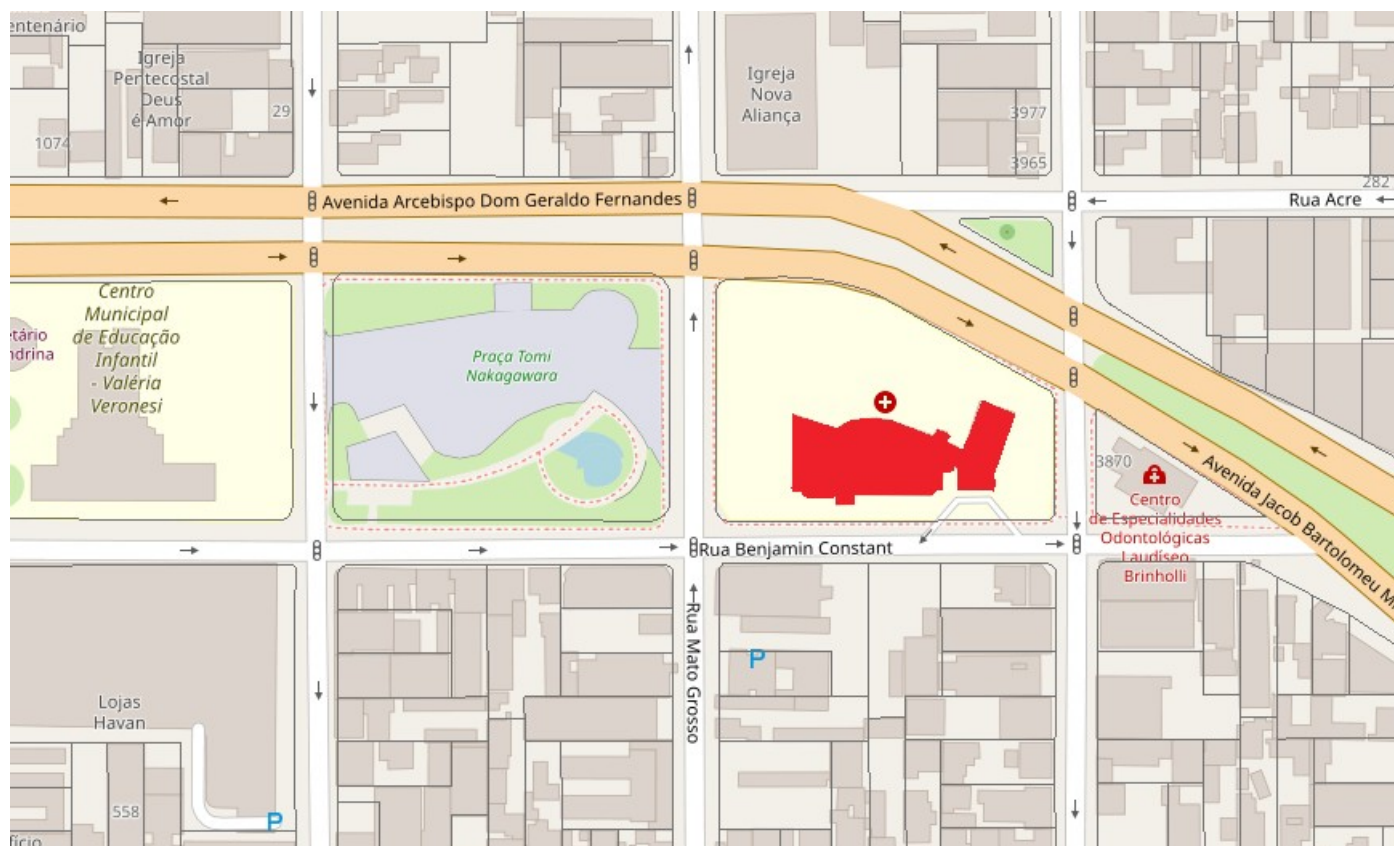 entenário
Igreja
Pentecostal
Deus
é Amor
29
1074
Igreja
Nova
Aliança
3977
3965
282
Rua Acre
Avenida Arcebispo Dom Geraldo Fernandes
Centro
Municipal
de Educação
Infantil
- Valéria
Veronesi
etário
ndrina
Praça Tomi
Nakagawara
3870
Centro
de Especialidades
Odontológicas
Laudíseo
Brinholli
Avenida Jacob Bartolomeu M
Rua Benjamin Constant
Rua Mato Grosso
P
Lojas
Havan
558
P
fício